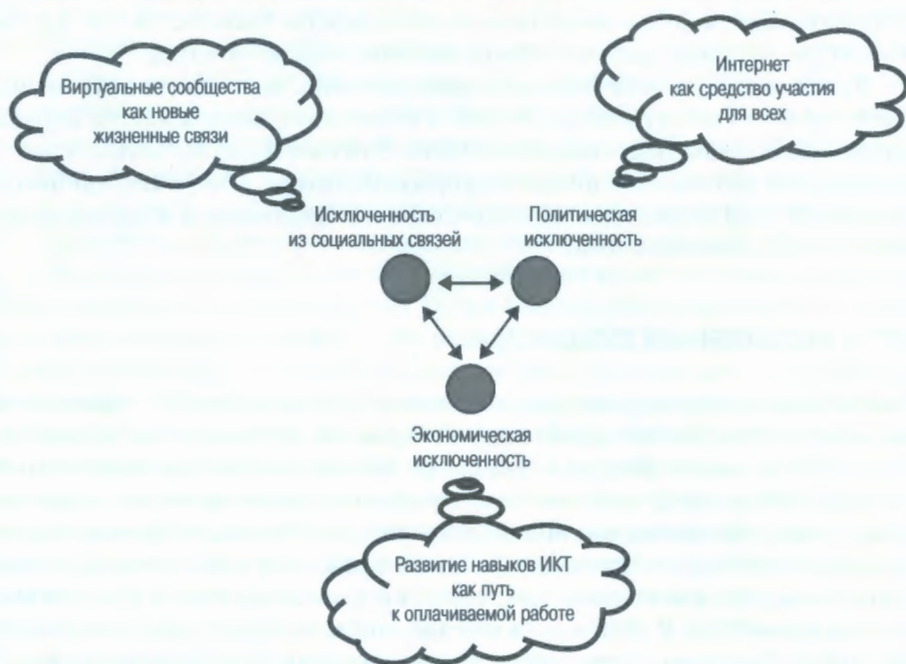 Виртуальные сообщества
как новые
жизненные связи
Интернет
как средство участия
для всех
Исключенность
из социальных связей
Политическая
исключенность
Экономическая
исключенность
Развитие навыков ИКТ
как путь
к оплачиваемой работе